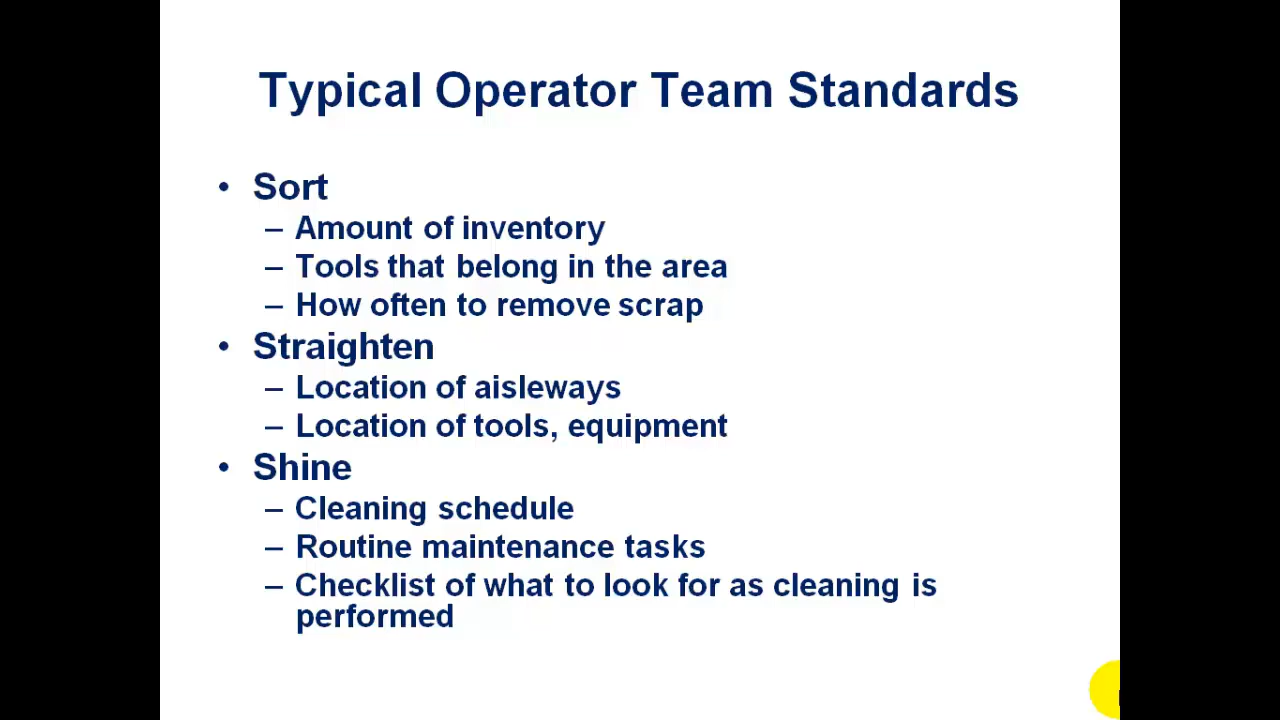 Typical Operator Team Standards
• Sort
– Amount of inventory
– Tools that belong in the area
– How often to remove scrap
• Straighten
– Location of aisleways
– Location of tools, equipment
• Shine
– Cleaning schedule
– Routine maintenance tasks
– Checklist of what to look for as cleaning is
performed